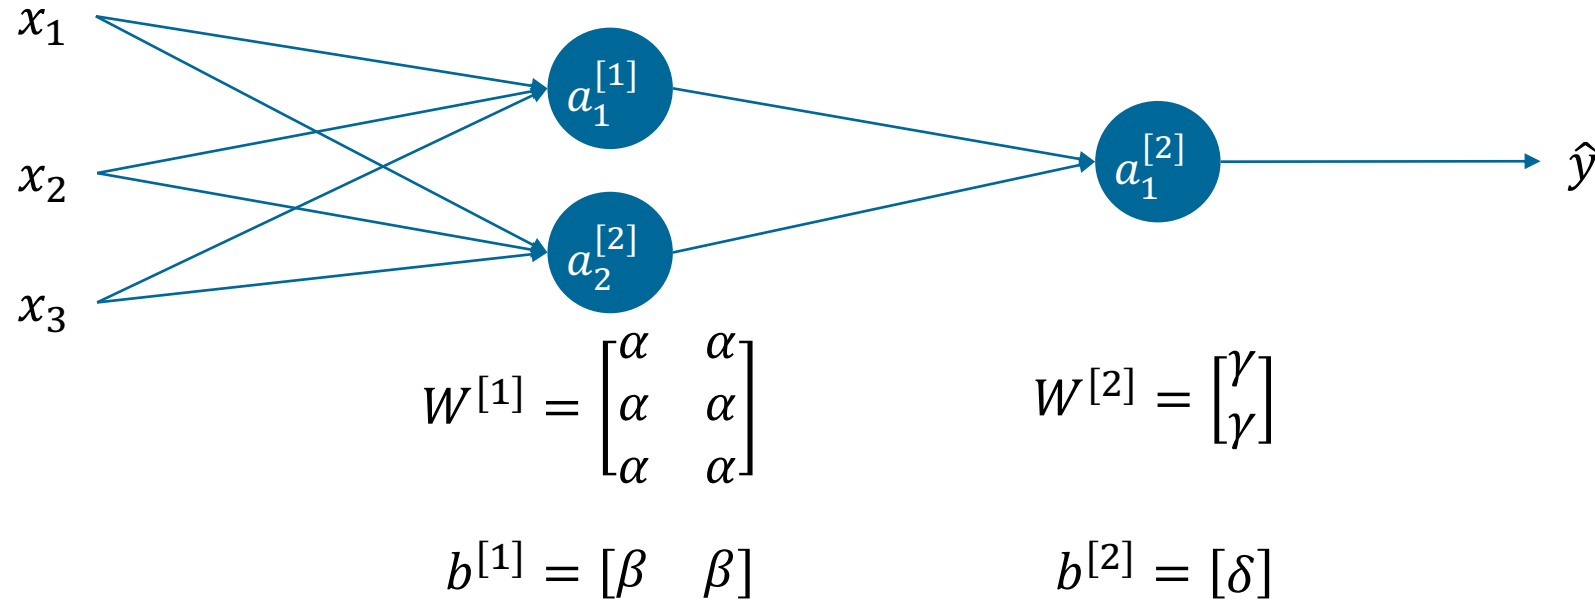 x₁
a₁^[1]
x₂
a₁^[2]
ŷ
a₂^[2]
x₃
W^[1] = [α α
α α
α α]
W^[2] = [γ
γ]
b^[1] = [β β]
b^[2] = [δ]